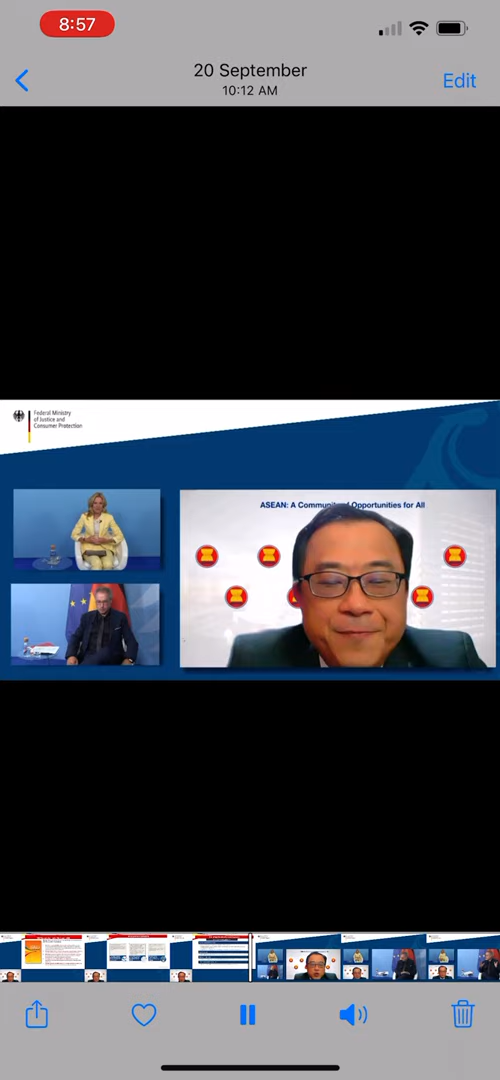 8:57
20 September
10:12 AM
Edit
Federal Ministry
of Justice and
Consumer Protection
ASEAN: A Community of Opportunities for All